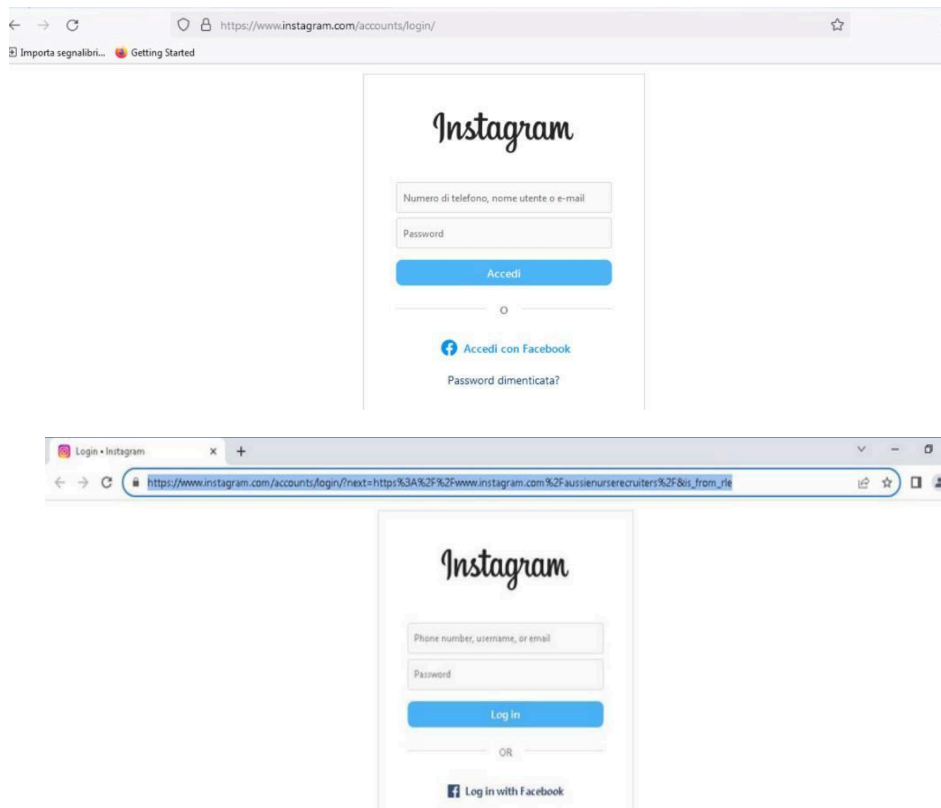 https://www.instagram.com/accounts/login/
Importa segnalibri... Getting Started
Instagram
Numero di telefono, nome utente o e-mail
Password
Accedi
O
Accedi con Facebook
Password dimenticata?
Login • Instagram
https://www.instagram.com/accounts/login/?next=https%3A%2F%2Fwww.instagram.com%2Faussienurserecruiters%2F&is_from_rle
Instagram
Phone number, username, or email
Password
Log in
OR
Log in with Facebook